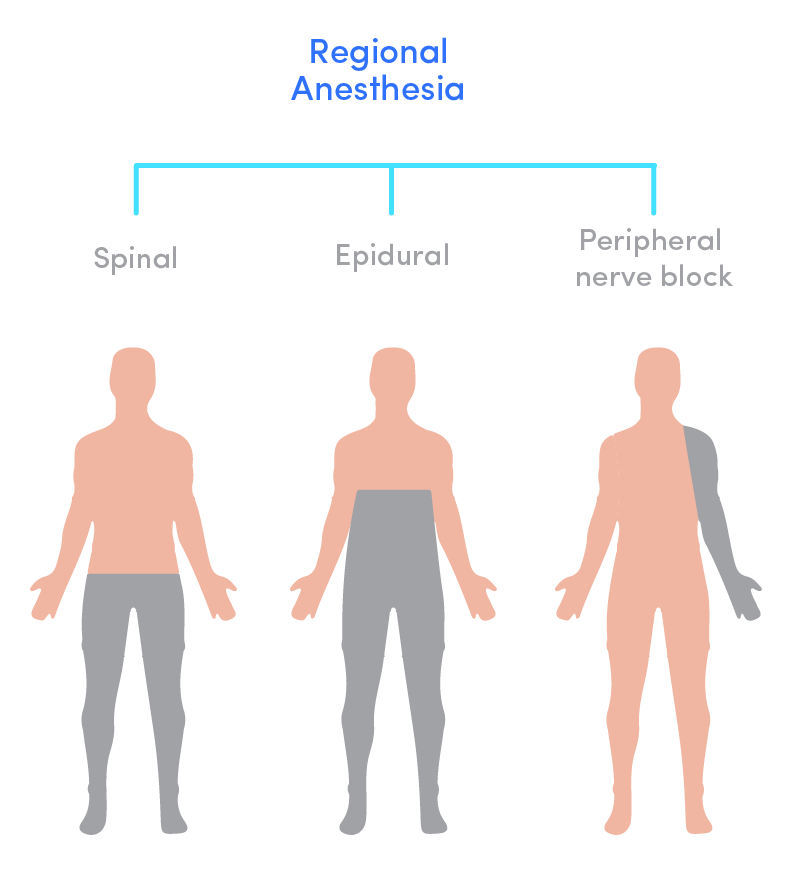 Regional
Anesthesia
Spinal
Epidural
Peripheral
nerve block